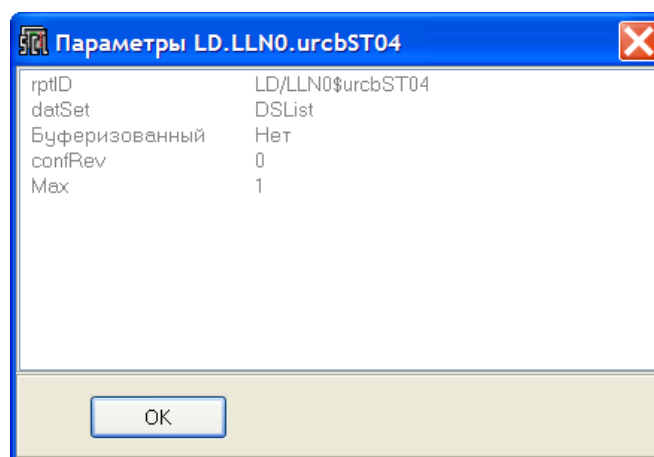 Параметры LD.LLN0.urcbST04
rptID LD/LLN0$urcbST04
datSet DSList
Буферизованный Нет
confRev 0
Max 1
OK